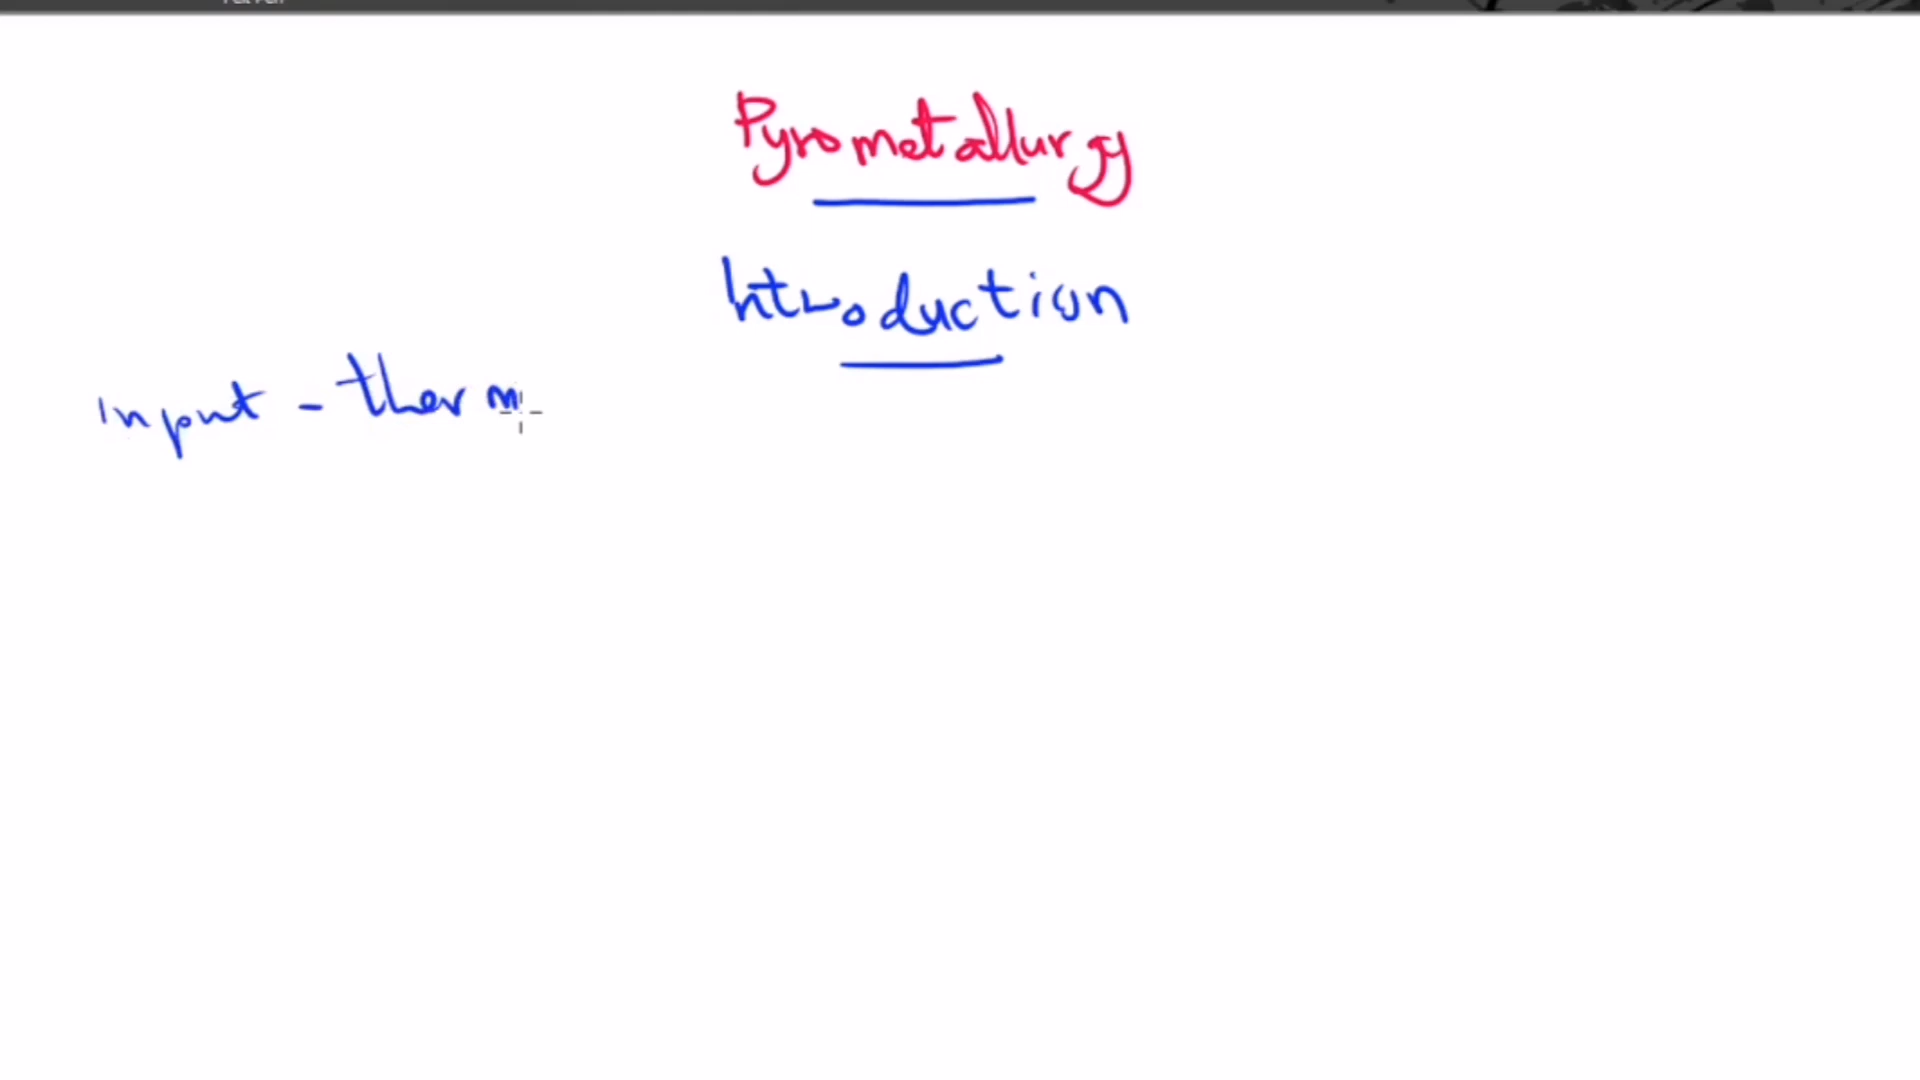 Pyrometallurgy
Introduction
Input - therm